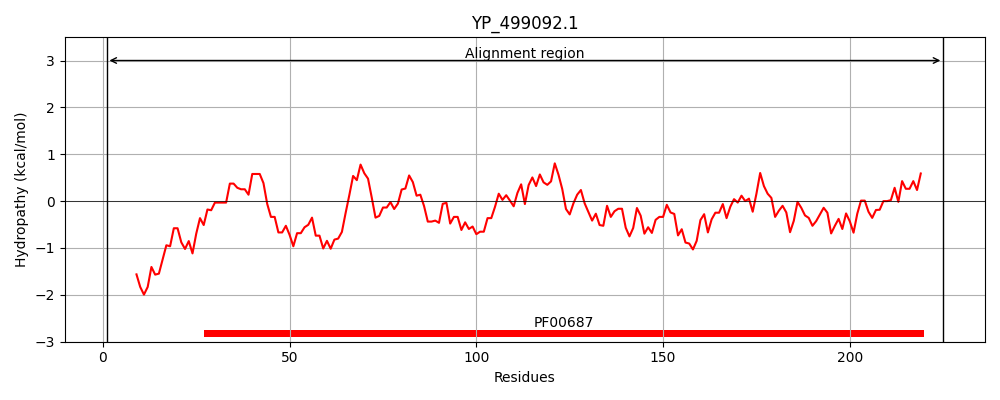 YP_499092.1
Alignment region
3
2
1
0
−1
−2
−3
Hydropathy (kcal/mol)
PF00687
0 50 100 150 200
Residues